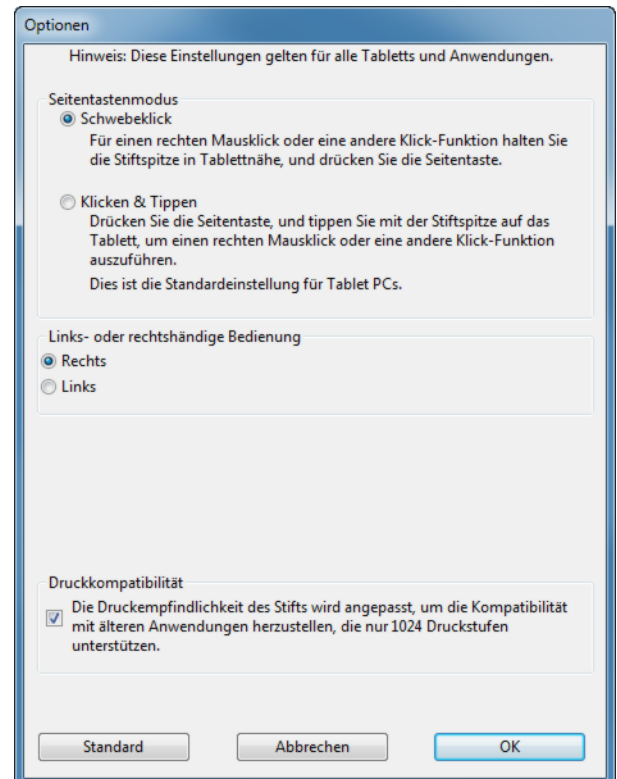 Optionen
Hinweis: Diese Einstellungen gelten für alle Tabletts und Anwendungen.
Seitentastenmodus
Schwebeklick
Für einen rechten Mausklick oder eine andere Klick-Funktion halten Sie
die Stiftspitze in Tablettnähe, und drücken Sie die Seitentaste.
Klicken & Tippen
Drücken Sie die Seitentaste, und tippen Sie mit der Stiftspitze auf das
Tablett, um einen rechten Mausklick oder eine andere Klick-Funktion
auszuführen.
Dies ist die Standardeinstellung für Tablet PCs.
Links- oder rechtshändige Bedienung
Rechts
Links
Druckkompatibilität
Die Druckempfindlichkeit des Stifts wird angepasst, um die Kompatibilität
mit älteren Anwendungen herzustellen, die nur 1024 Druckstufen
unterstützen.
Standard
Abbrechen
OK